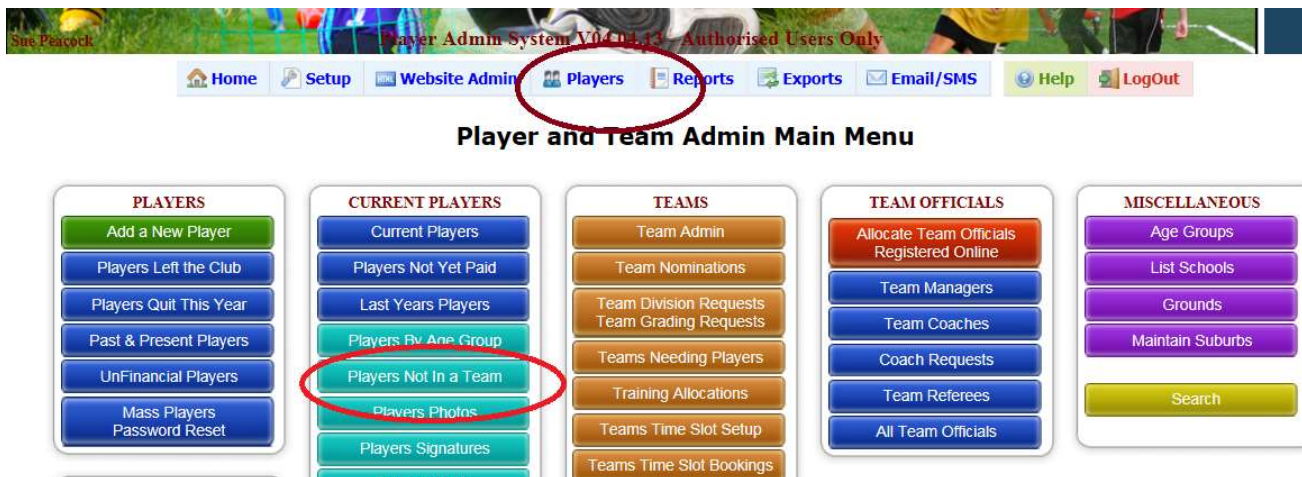 Sue Peacock
Player Admin System V04.04.13 - Authorised Users Only
Home Setup Website Admin Players Reports Exports Email/SMS Help LogOut
Player and Team Admin Main Menu
PLAYERS
Add a New Player
Players Left the Club
Players Quit This Year
Past & Present Players
UnFinancial Players
Mass Players
Password Reset
CURRENT PLAYERS
Current Players
Players Not Yet Paid
Last Years Players
Players By Age Group
Players Not In a Team
Players Photos
Players Signatures
TEAMS
Team Admin
Team Nominations
Team Division Requests
Team Grading Requests
Teams Needing Players
Training Allocations
Teams Time Slot Setup
Teams Time Slot Bookings
TEAM OFFICIALS
Allocate Team Officials
Registered Online
Team Managers
Team Coaches
Coach Requests
Team Referees
All Team Officials
MISCELLANEOUS
Age Groups
List Schools
Grounds
Maintain Suburbs
Search